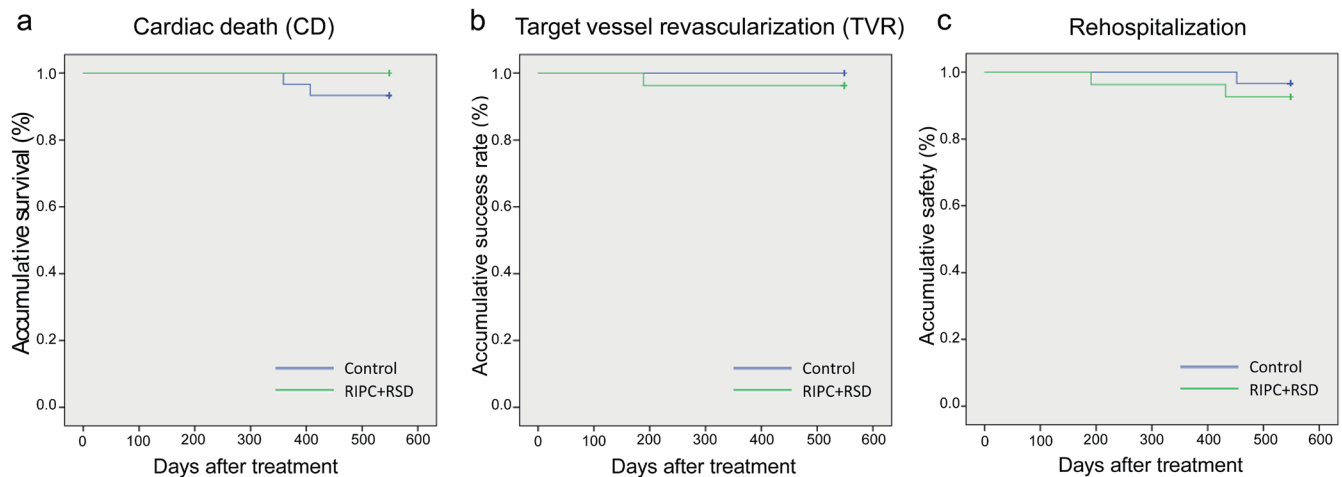 a
Cardiac death (CD)
Accumulative survival (%)
1.0
0.8
0.6
0.4
0.2
0.0
Control
RIPC+RSD
0 100 200 300 400 500 600
Days after treatment
b
Target vessel revascularization (TVR)
Accumulative success rate (%)
1.0
0.8
0.6
0.4
0.2
0.0
Control
RIPC+RSD
0 100 200 300 400 500 600
Days after treatment
c
Rehospitalization
Accumulative safety (%)
1.0
0.8
0.6
0.4
0.2
0.0
Control
RIPC+RSD
0 100 200 300 400 500 600
Days after treatment